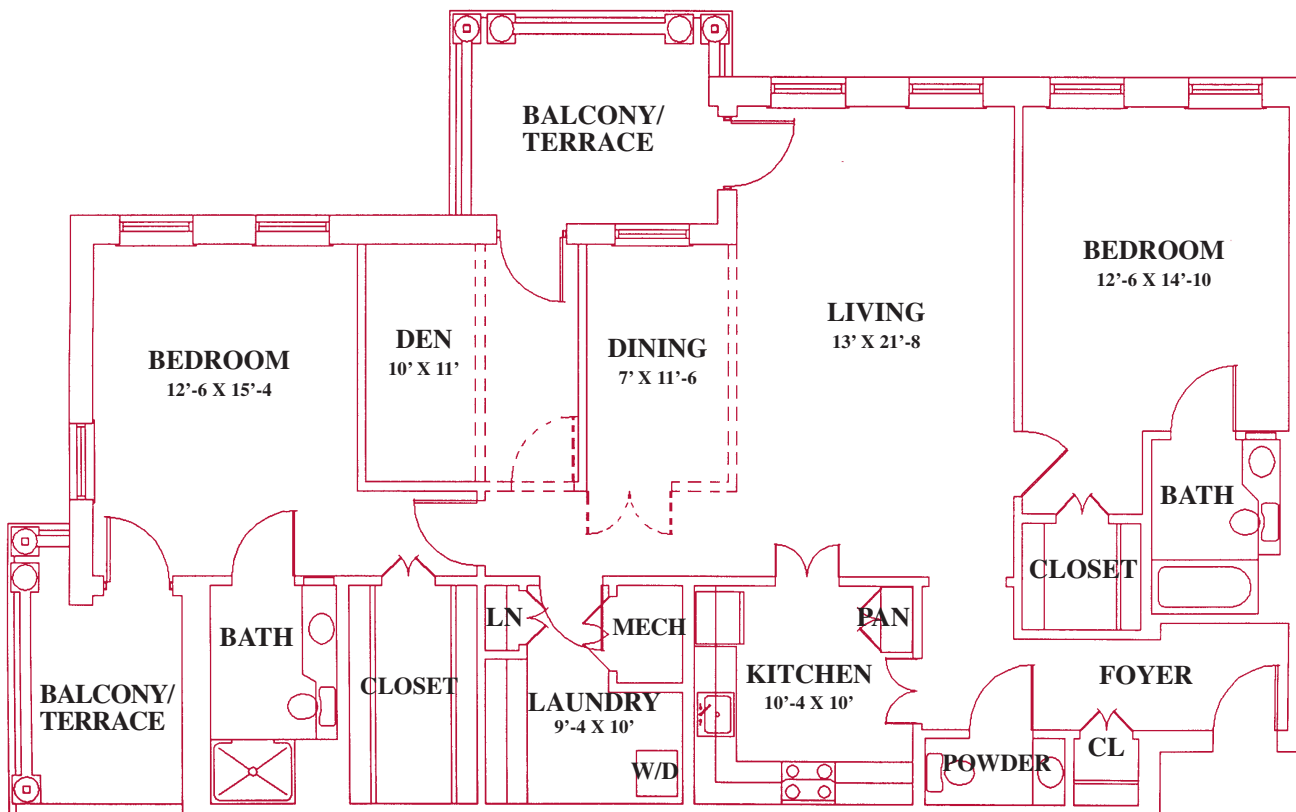 BALCONY/
TERRACE
BEDROOM
12’-6 X 14’-10
LIVING
13’ X 21’-8
DEN
10’ X 11’
DINING
7’ X 11’-6
BEDROOM
12’-6 X 15’-4
BATH
CLOSET
LN
MECH
PAN
BATH
KITCHEN
10’-4 X 10’
FOYER
CLOSET
BALCONY/
TERRACE
LAUNDRY
9’-4 X 10’
W/D
POWDER
CL